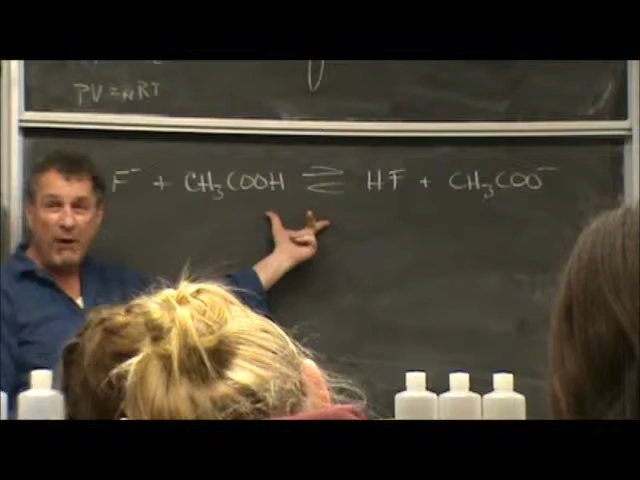 PV = nRT
F⁻ + CH₃COOH ⇌ HF + CH₃COO⁻